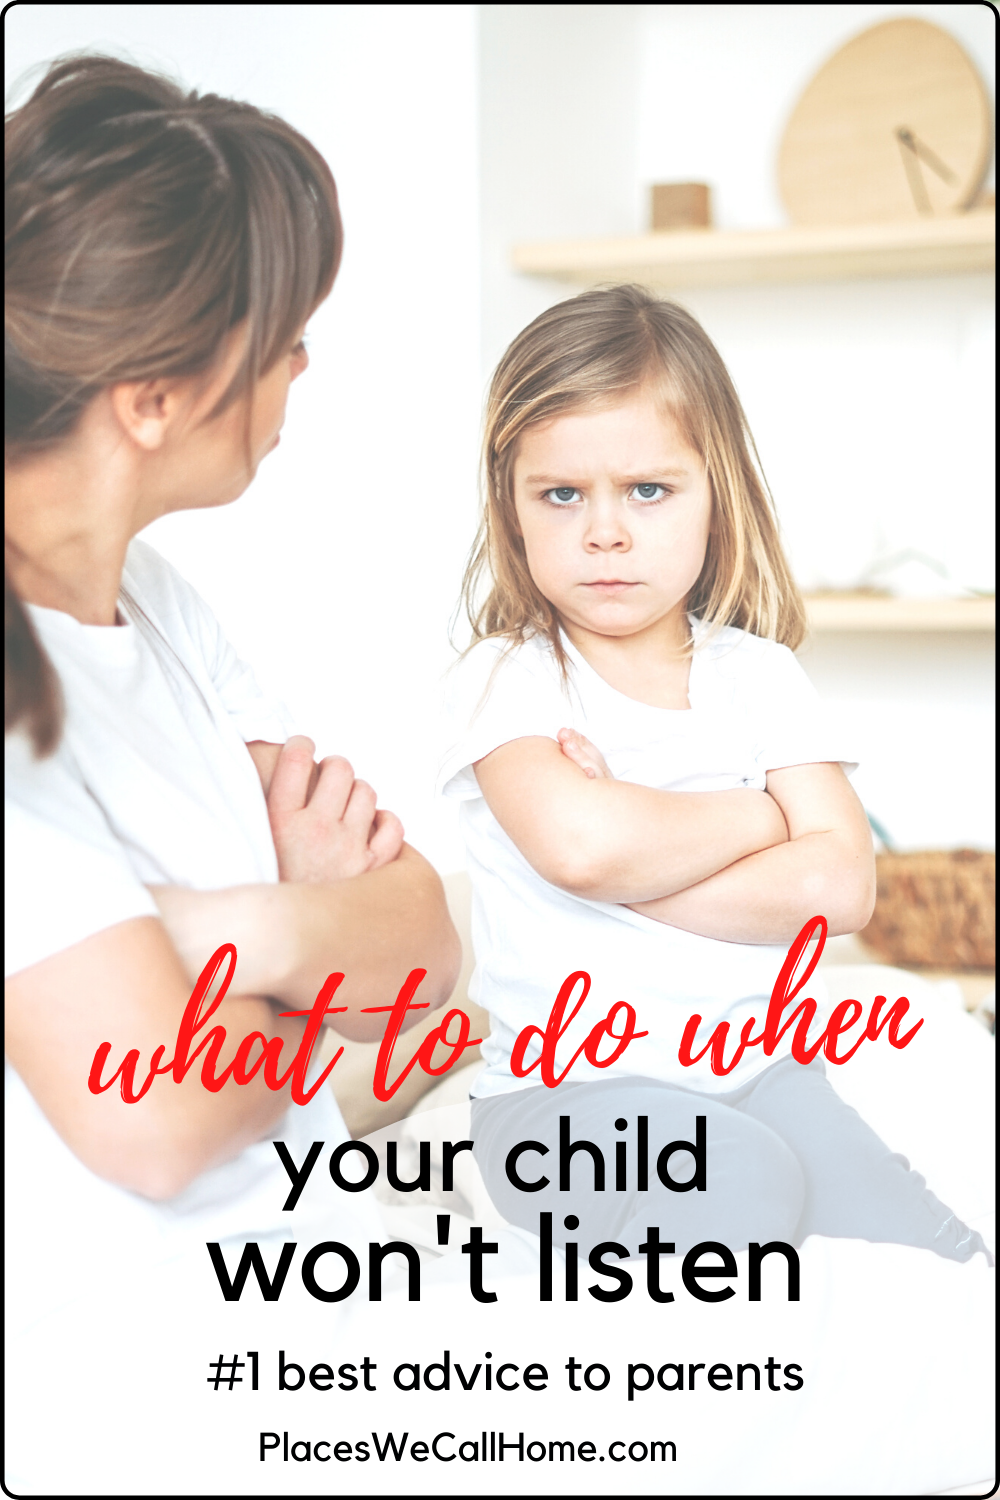 what to do when
your child
won't listen
#1 best advice to parents
PlacesWeCallHome.com